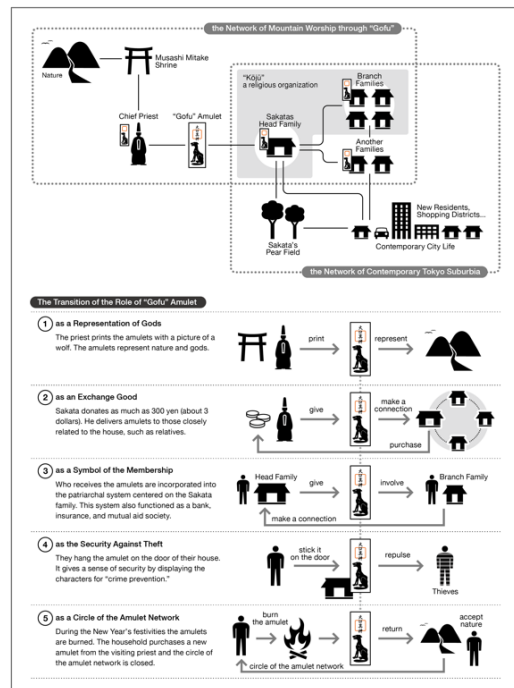 the Network of Mountain Worship through "Gofu"
Nature
Musashi Mitake
Shrine
Chief Priest
"Gofu" Amulet
"Kōjū"
a religious organization
Sakatas
Head Family
Branch
Families
Another
Families
Sakata's
Pear Field
New Residents,
Shopping Districts...
Contemporary City Life
the Network of Contemporary Tokyo Suburbia
The Transition of the Role of "Gofu" Amulet
1 as a Representation of Gods
The priest prints the amulets with a picture of a
wolf. The amulets represent nature and gods.
print
represent
2 as an Exchange Good
Sakata donates as much as 300 yen (about 3
dollars). He delivers amulets to those closely
related to the house, such as relatives.
give
make a
connection
purchase
3 as a Symbol of the Membership
Who receives the amulets are incorporated into
the patriarchal system centered on the Sakata
family. This system also functioned as a bank,
insurance, and mutual aid society.
Head Family
give
involve
Branch Family
make a connection
4 as the Security Against Theft
They hang the amulet on the door of their house.
It gives a sense of security by displaying the
characters for "crime prevention."
stick it
on the door
repulse
Thieves
5 as a Circle of the Amulet Network
During the New Year's festivities the amulets
are burned. The household purchases a new
amulet from the visiting priest and the circle of
the amulet network is closed.
burn
the amulet
return
accept
nature
circle of the amulet network